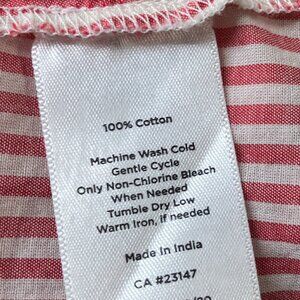 100% Cotton
Machine Wash Cold
Gentle Cycle
Only Non-Chlorine Bleach
When Needed
Tumble Dry Low
Warm Iron, If needed
Made In India
CA #23147